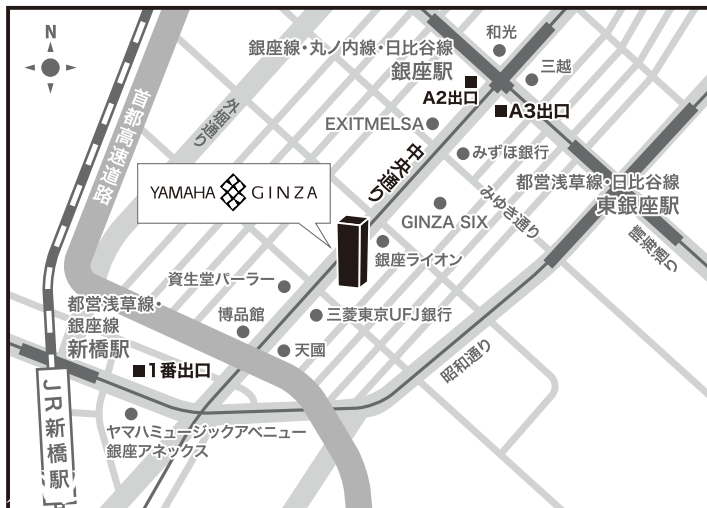 N
和光
銀座線・丸ノ内線・日比谷線
銀座駅
三越
A2出口
A3出口
首都高速道路
外堀通り
EXITMELSA
中央通り
みずほ銀行
都営浅草線・日比谷線
東銀座駅
YAMAHA GINZA
みゆき通り
GINZA SIX
晴海通り
銀座ライオン
資生堂パーラー
都営浅草線・
銀座線
新橋駅
博品館
三菱東京UFJ銀行
天國
昭和通り
1番出口
JR新橋駅
ヤマハミュージックアベニュー
銀座アネックス